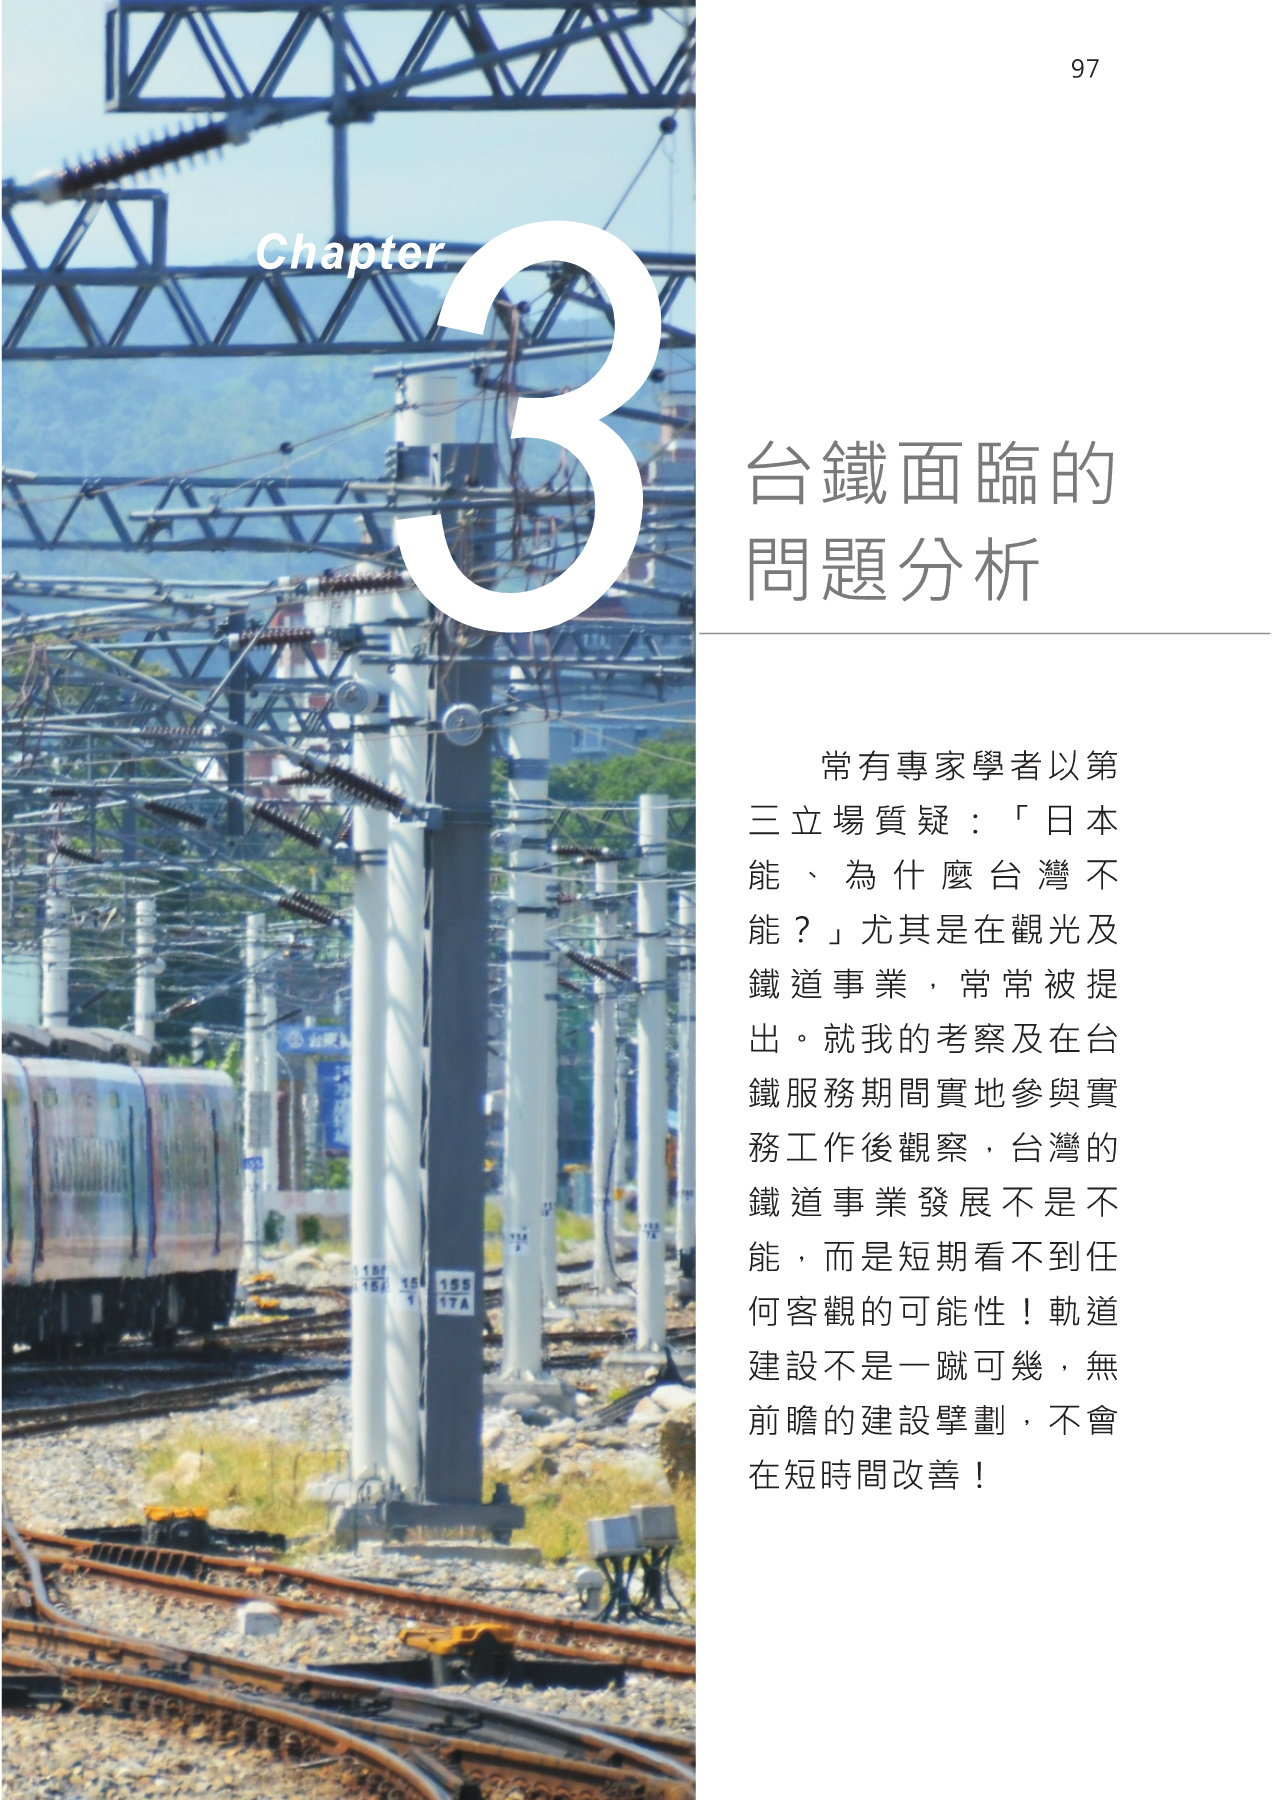 97
Chapter
3
台鐵面臨的
問題分析
常有專家學者以第
三立場質疑：「日本
能、為什麼台灣不
能？」尤其是在觀光及
鐵道事業，常常被提
出。就我的考察及在台
鐵服務期間實地參與實
務工作後觀察，台灣的
鐵道事業發展不是不
能，而是短期看不到任
何客觀的可能性！軌道
建設不是一蹴可幾，無
前瞻的建設擘劃，不會
在短時間改善！
155
17A